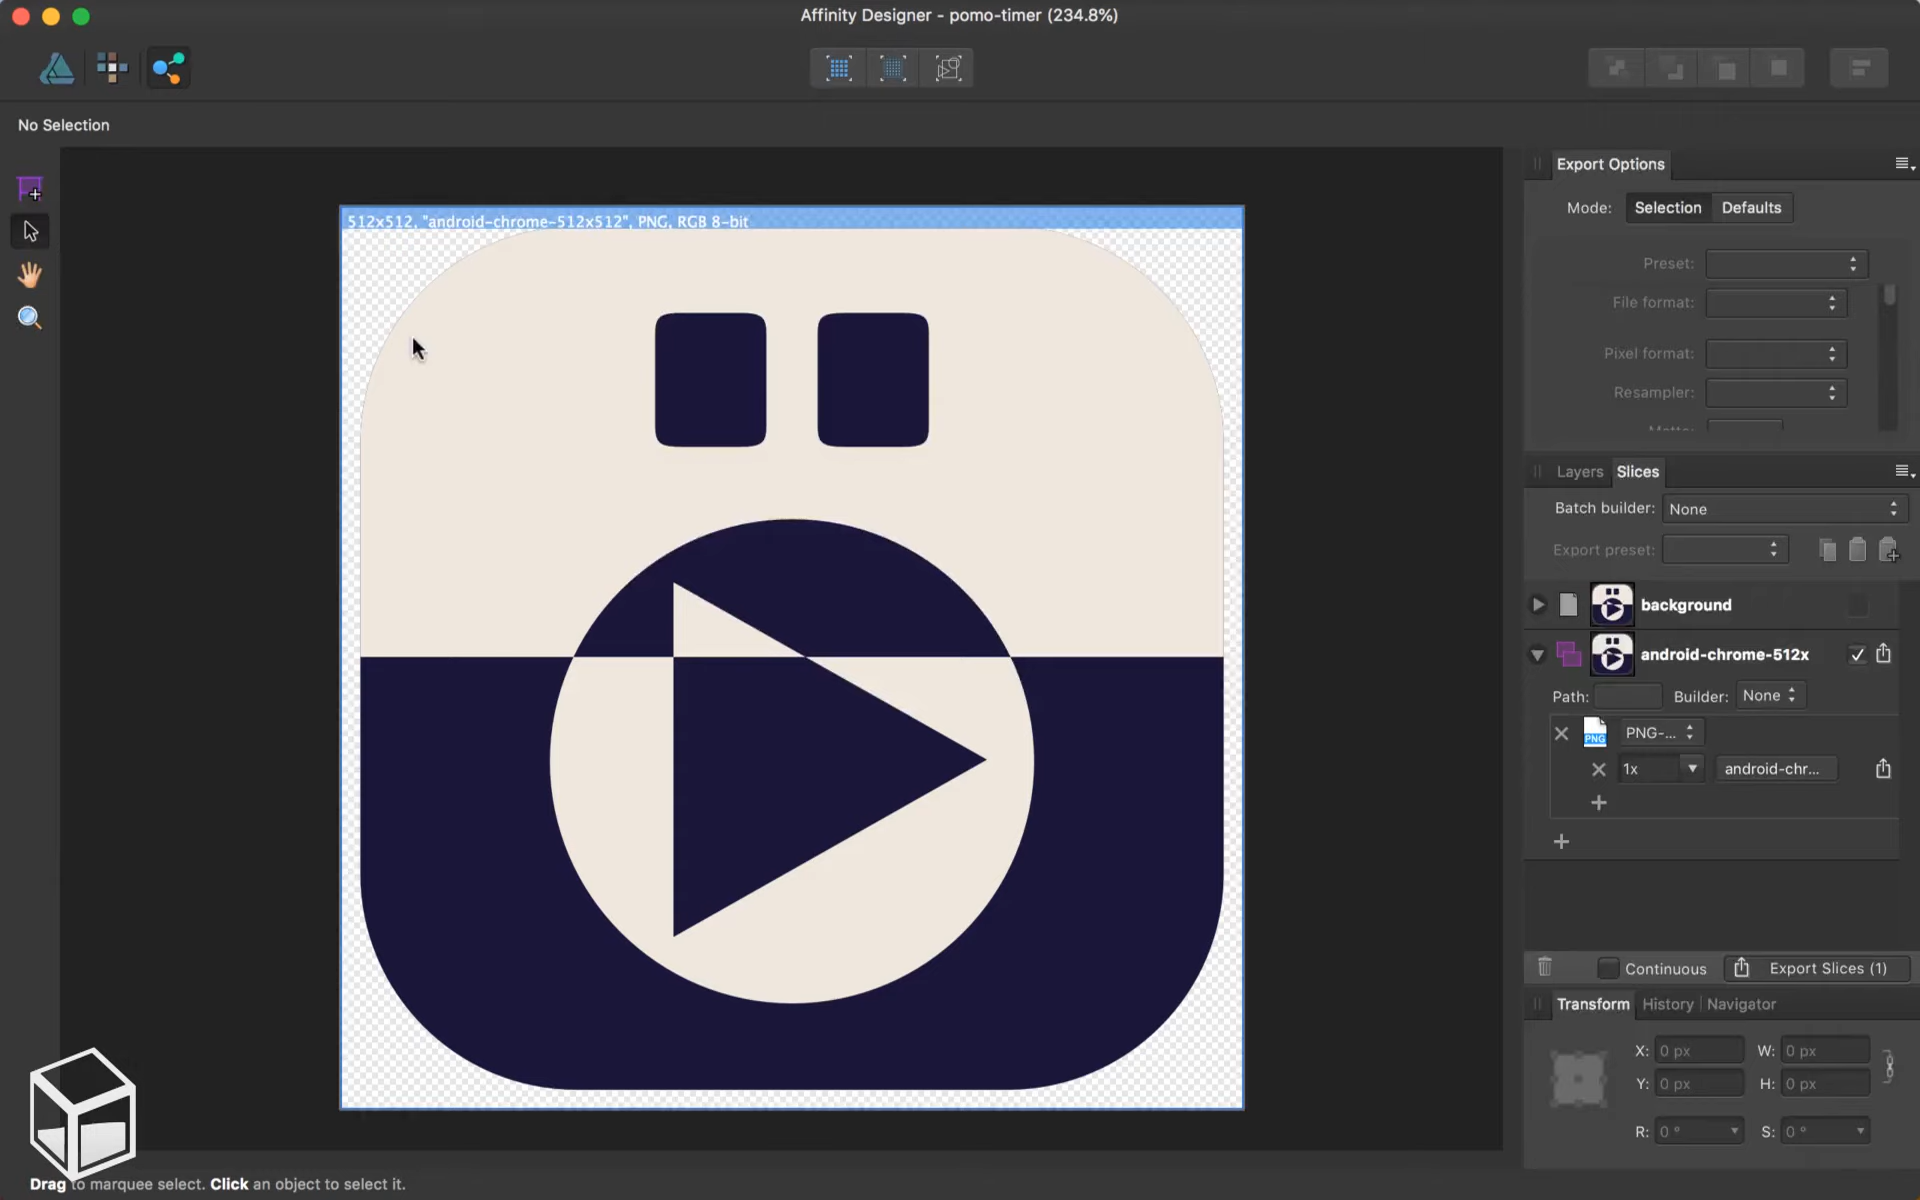 Affinity Designer - pomo-timer (234.8%)
No Selection
512x512, "android-chrome-512x512", PNG, RGB 8-bit
Export Options
Mode: Selection Defaults
Preset:
File format:
Pixel format:
Resampler:
Layers Slices
Batch builder: None
Export preset:
background
android-chrome-512x
Path: Builder: None
PNG PNG-...
1x android-chr...
Continuous Export Slices (1)
Transform History Navigator
X: 0 px W: 0 px
Y: 0 px H: 0 px
R: 0 ° S: 0 °
Drag to marquee select. Click an object to select it.